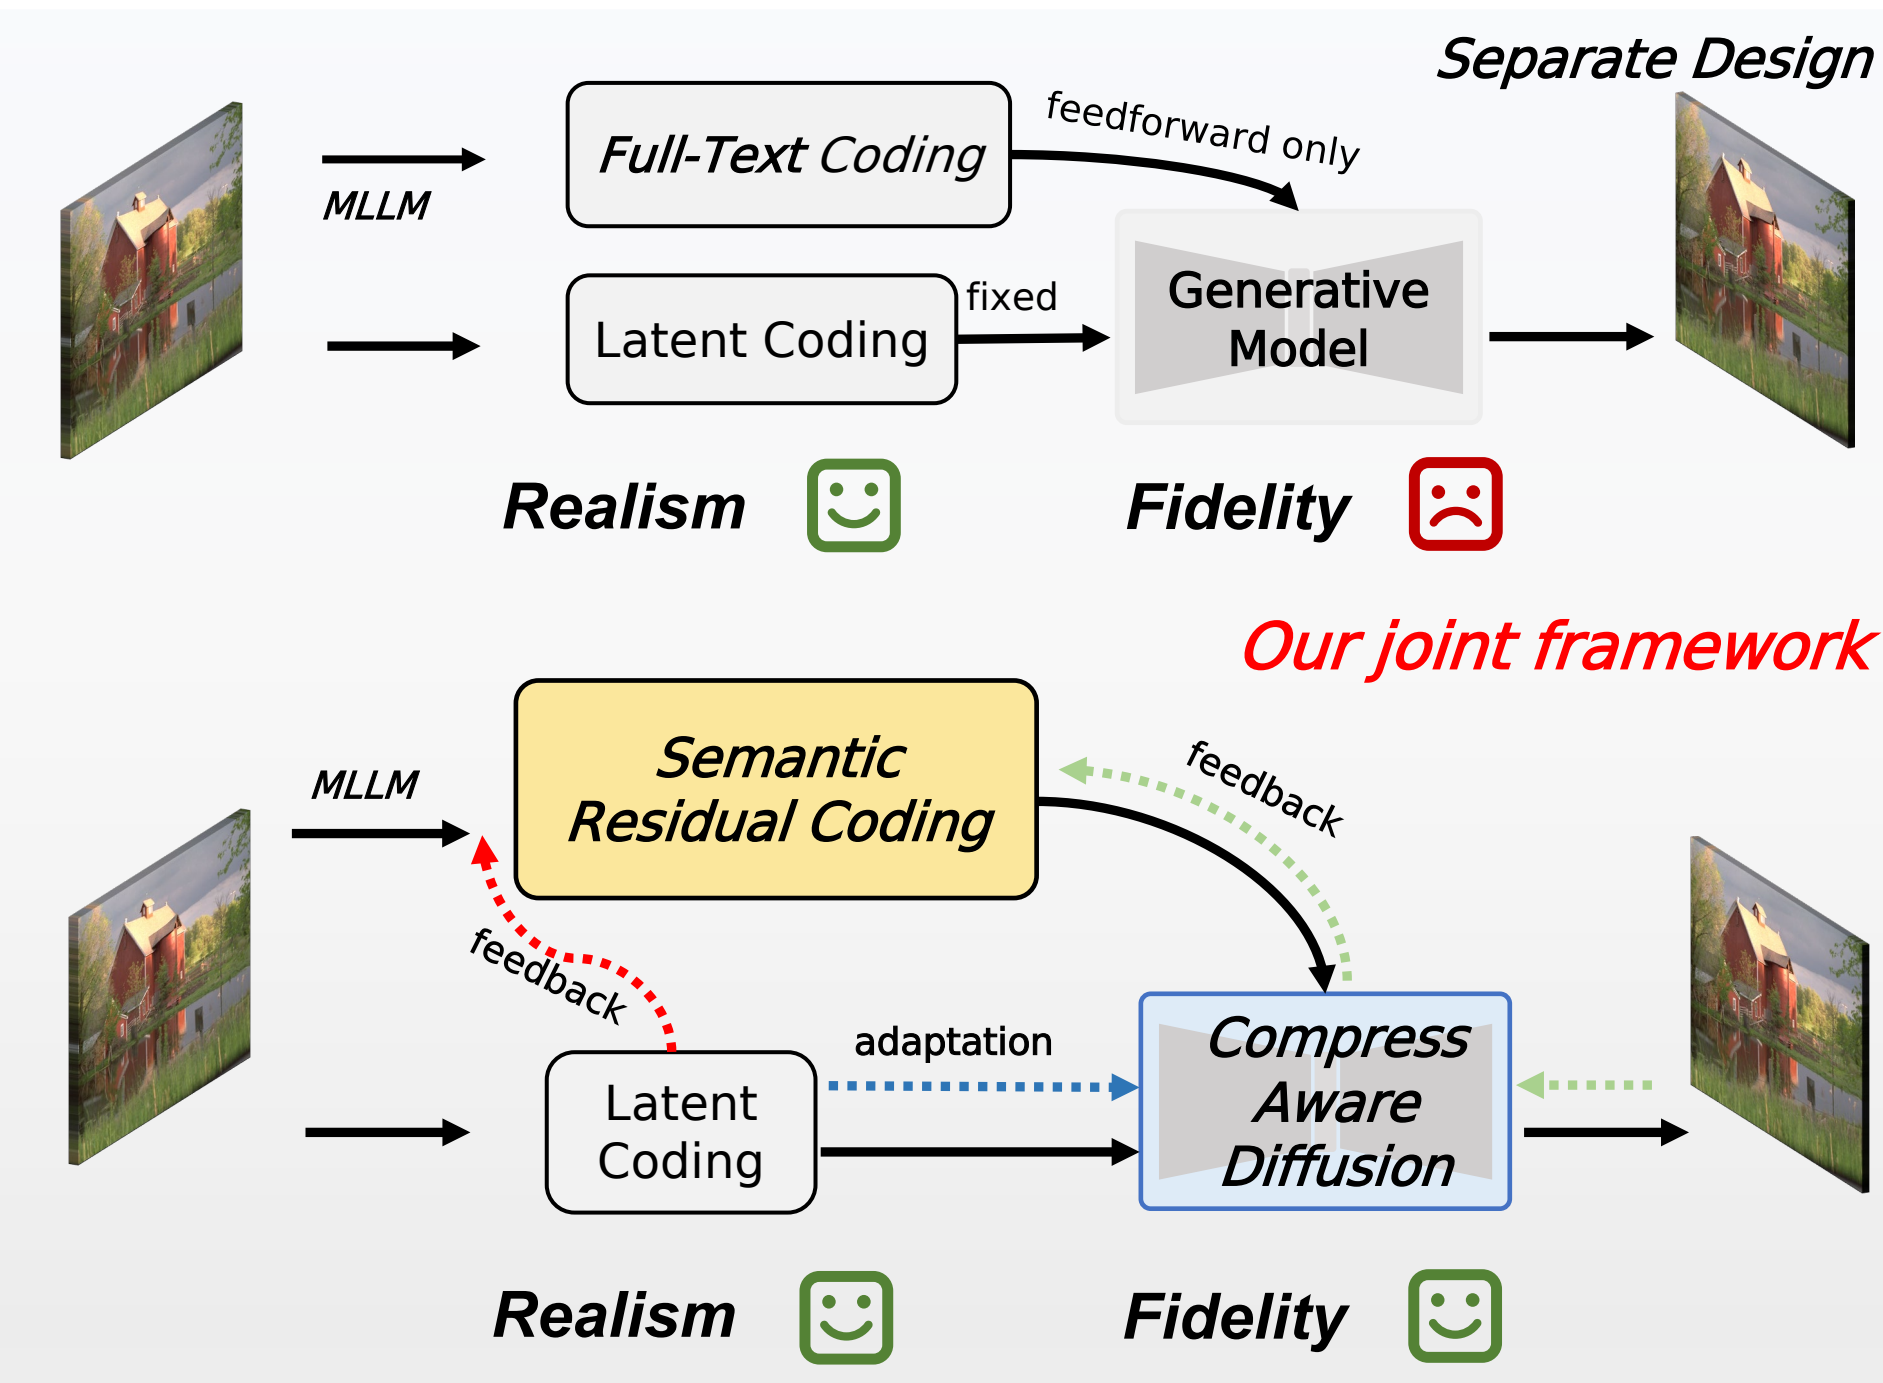 Separate Design
Full-Text Coding
feedforward only
MLLM
Latent Coding
fixed
Generative
Model
Realism
Fidelity
Our joint framework
Semantic
Residual Coding
MLLM
feedback
feedback
adaptation
Latent
Coding
Compress
Aware
Diffusion
Realism
Fidelity